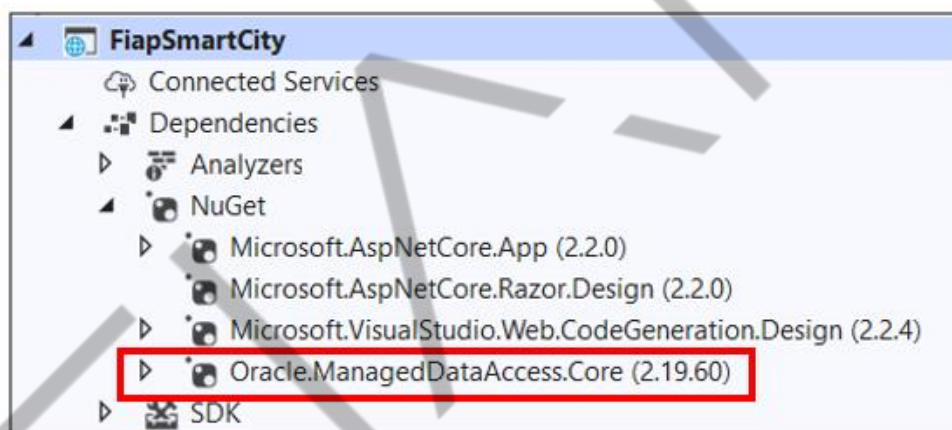 FiapSmartCity
Connected Services
Dependencies
Analyzers
NuGet
Microsoft.AspNetCore.App (2.2.0)
Microsoft.AspNetCore.Razor.Design (2.2.0)
Microsoft.VisualStudio.Web.CodeGeneration.Design (2.2.4)
Oracle.ManagedDataAccess.Core (2.19.60)
SDK